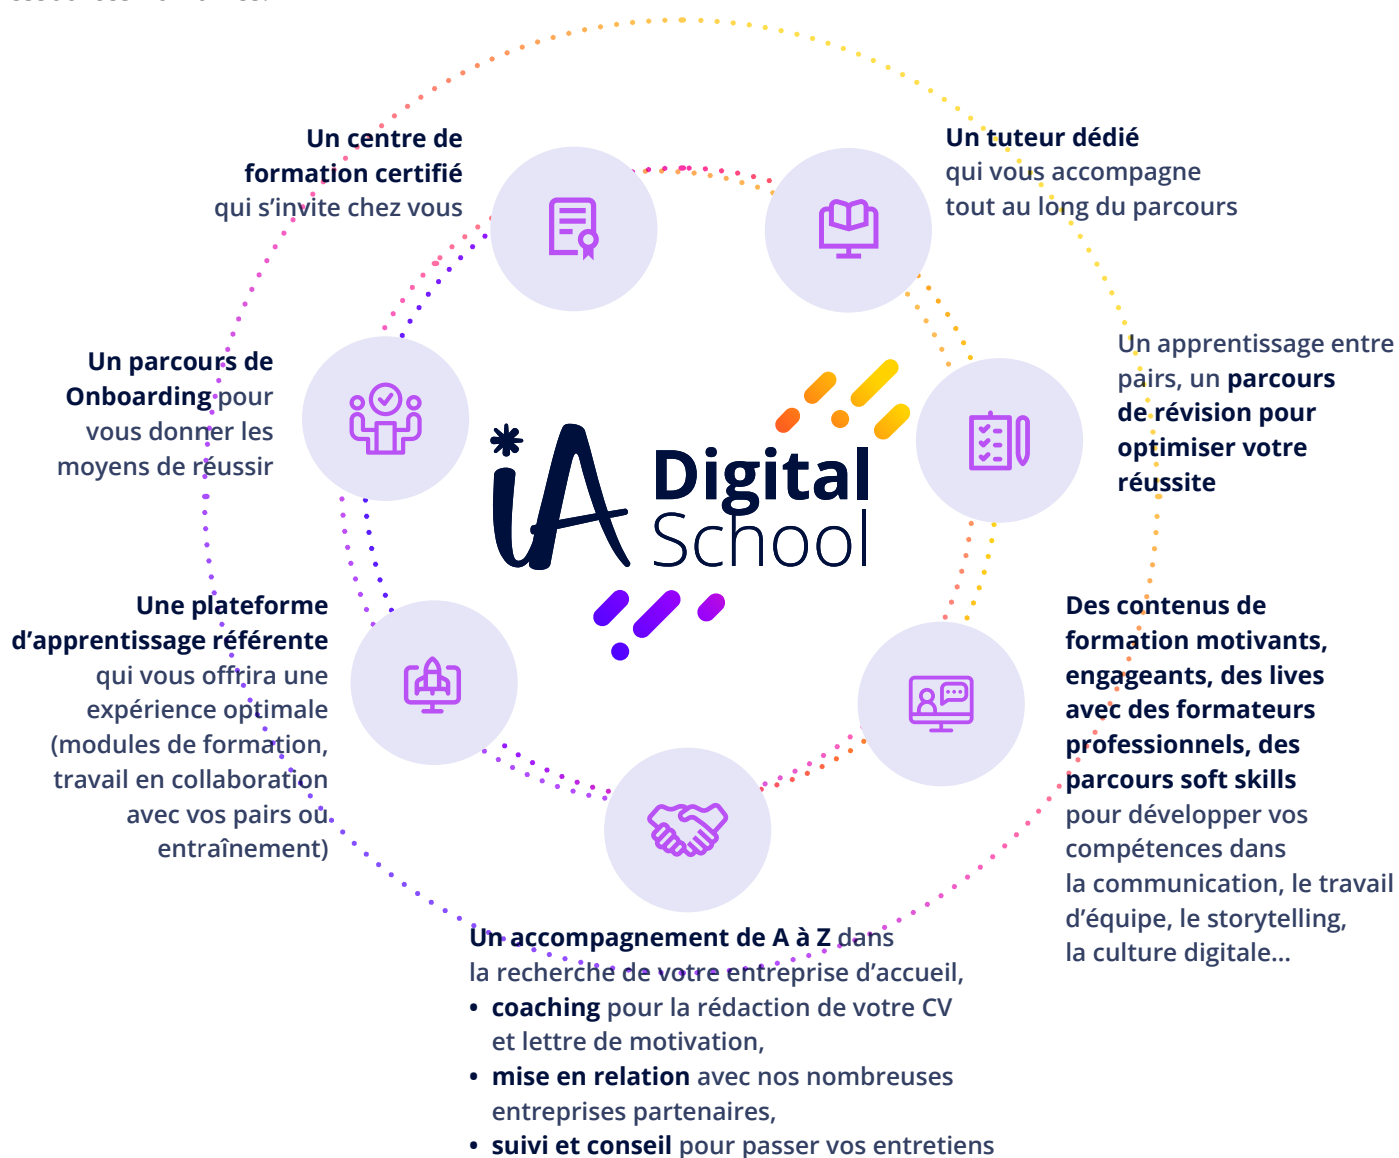 Un centre de
formation certifié
qui s’invite chez vous
Un tuteur dédié
qui vous accompagne
tout au long du parcours
Un parcours de
Onboarding pour
vous donner les
moyens de réussir
Un apprentissage entre
pairs, un parcours
de révision pour
optimiser votre
réussite
iA Digital
School
Une plateforme
d’apprentissage référente
qui vous offrira une
expérience optimale
(modules de formation,
travail en collaboration
avec vos pairs ou
entraînement)
Des contenus de
formation motivants,
engageants, des lives
avec des formateurs
professionnels, des
parcours soft skills
pour développer vos
compétences dans
la communication, le travail
d’équipe, le storytelling,
la culture digitale...
Un accompagnement de A à Z dans
la recherche de votre entreprise d’accueil,
• coaching pour la rédaction de votre CV
et lettre de motivation,
• mise en relation avec nos nombreuses
entreprises partenaires,
• suivi et conseil pour passer vos entretiens